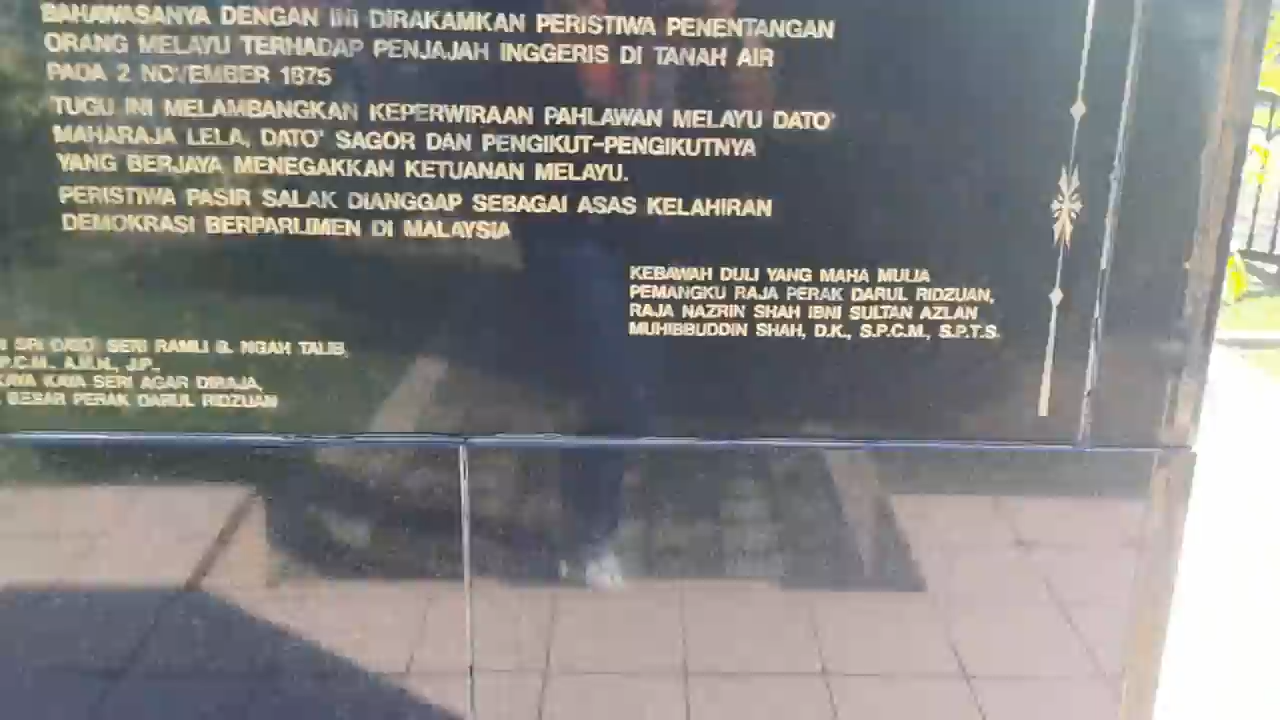 BAHAWASANYA DENGAN INI DIRAKAMKAN PERISTIWA PENENTANGAN
ORANG MELAYU TERHADAP PENJAJAH INGGERIS DI TANAH AIR
PADA 2 NOVEMBER 1875
TUGU INI MELAMBANGKAN KEPERWIRAAN PAHLAWAN MELAYU DATO'
MAHARAJA LELA, DATO' SAGOR DAN PENGIKUT-PENGIKUTNYA
YANG BERJAYA MENEGAKKAN KETUANAN MELAYU.
PERISTIWA PASIR SALAK DIANGGAP SEBAGAI ASAS KELAHIRAN
DEMOKRASI BERPARLIMEN DI MALAYSIA
KEBAWAH DULI YANG MAHA MULIA
PEMANGKU RAJA PERAK DARUL RIDZUAN,
RAJA NAZRIN SHAH IBNI SULTAN AZLAN
MUHIBBUDDIN SHAH, D.K., S.P.C.M., S.P.T.S.
SRI DATO' SERI RAMLI B. NGAH TALIB,
P.C.M., A.M.N., J.P.,
KAYA SERI AGAR DIRAJA,
BESAR PERAK DARUL RIDZUAN